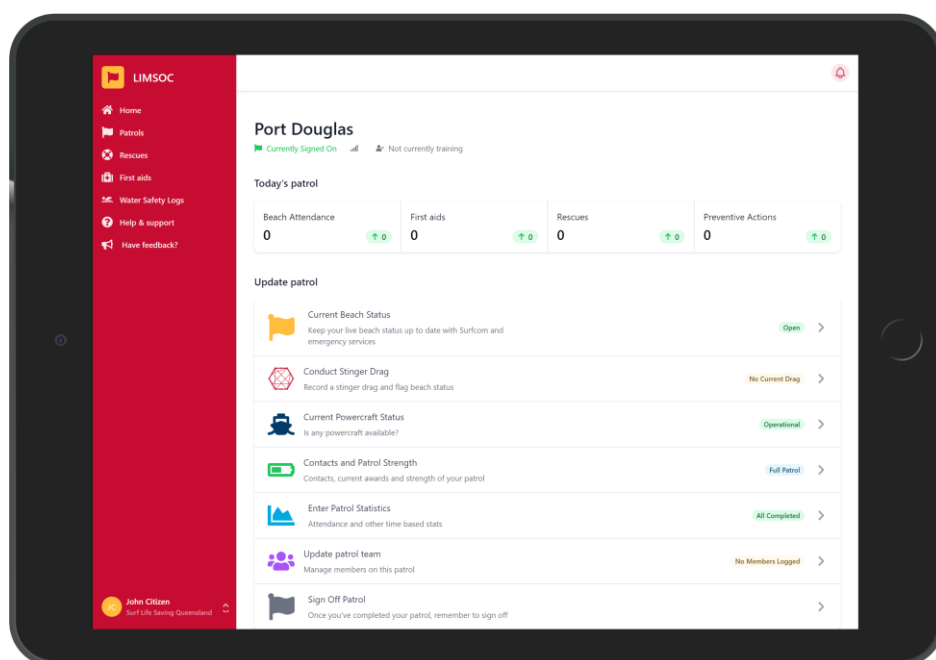 LIMSOC
Home
Patrols
Rescues
First aids
Water Safety Logs
Help & support
Have feedback?
JC
John Citizen
Surf Life Saving Queensland
Port Douglas
Currently Signed On
Not currently training
Today's patrol
Beach Attendance
0
↑ 0
First aids
0
↑ 0
Rescues
0
↑ 0
Preventive Actions
0
↑ 0
Update patrol
Current Beach Status
Keep your live beach status up to date with Surfcom and
emergency services
Open
Conduct Stinger Drag
Record a stinger drag and flag beach status
No Current Drag
Current Powercraft Status
Is any powercraft available?
Operational
Contacts and Patrol Strength
Contacts, current awards and strength of your patrol
Full Patrol
Enter Patrol Statistics
Attendance and other time based stats
All Completed
Update patrol team
Manage members on this patrol
No Members Logged
Sign Off Patrol
Once you've completed your patrol, remember to sign off